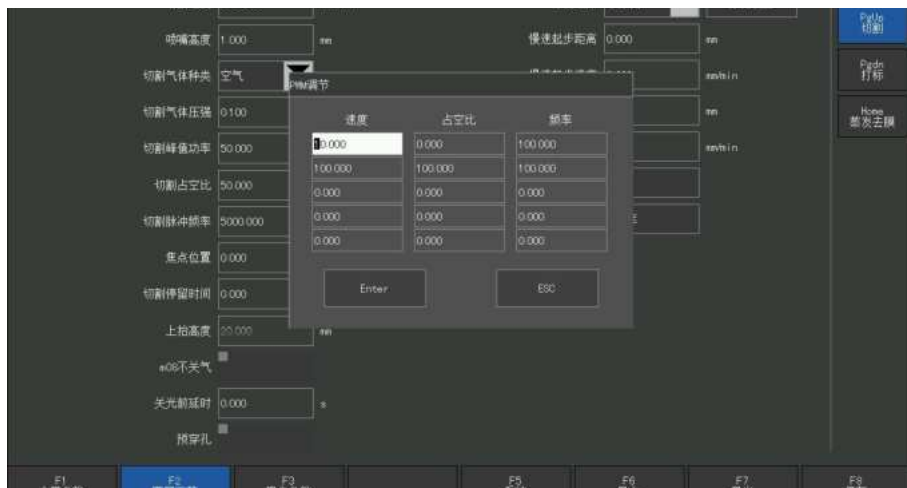 PgUp
切割
喷嘴高度 1.000 mm
慢速起步距离 0.000 mm
切割气体种类 空气
mm/min
Pgdn
打标
PWM调节
切割气体压强 0.100
mm
Home
蒸发去膜
速度 占空比 频率
切割峰值功率 50.000
10.000 0.000 100.000
mm/min
100.000 100.000 100.000
切割占空比 50.000
0.000 0.000 0.000
切割脉冲频率 5000.000
0.000 0.000 0.000
0.000 0.000 0.000
焦点位置 0.000
切割停留时间 0.000
Enter ESC
上抬高度 20.000 mm
m08不关气
关光前延时 0.000 s
预穿孔
F1 F2 F3 F5 F6 F7 F8